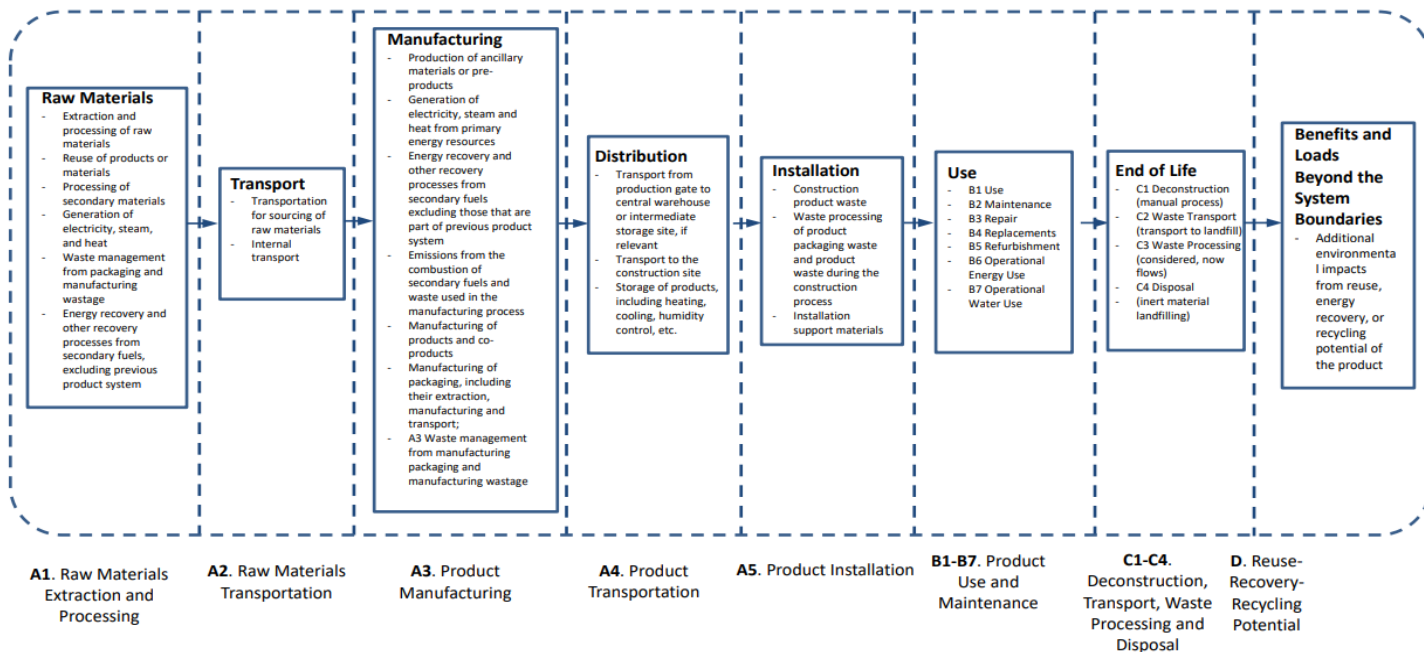 Raw Materials
- Extraction and
processing of raw
materials
- Reuse of products or
materials
- Processing of
secondary materials
- Generation of
electricity, steam,
and heat
- Waste management
from packaging and
manufacturing
wastage
- Energy recovery and
other recovery
processes from
secondary fuels,
excluding previous
product system
Transport
- Transportation
for sourcing of
raw materials
- Internal
transport
Manufacturing
- Production of ancillary
materials or pre-
products
- Generation of
electricity, steam and
heat from primary
energy resources
- Energy recovery and
other recovery
processes from
secondary fuels
excluding those that are
part of previous product
system
- Emissions from the
combustion of
secondary fuels and
waste used in the
manufacturing process
- Manufacturing of
products and co-
products
- Manufacturing of
packaging, including
their extraction,
manufacturing and
transport;
- A3 Waste management
from manufacturing
packaging and
manufacturing wastage
Distribution
- Transport from
production gate to
central warehouse
or intermediate
storage site, if
relevant
- Transport to the
construction site
- Storage of products,
including heating,
cooling, humidity
control, etc.
Installation
- Construction
product waste
- Waste processing of
product packaging
waste and product
waste during the
construction
process
- Installation
support materials
Use
- B1 Use
- B2 Maintenance
- B3 Repair
- B4 Replacements
- B5 Refurbishment
- B6 Operational
Energy Use
- B7 Operational
Water Use
End of Life
- C1 Deconstruction
(manual process)
- C2 Waste Transport
(transport to landfill)
- C3 Waste Processing
(considered, now
flows)
- C4 Disposal
- (inert material
landfilling)
Benefits and
Loads
Beyond the
System
Boundaries
- Additional
environmenta
l impacts
from reuse,
energy
recovery, or
recycling
potential of
the product
A1. Raw Materials
Extraction and
Processing
A2. Raw Materials
Transportation
A3. Product
Manufacturing
A4. Product
Transportation
A5. Product Installation
B1-B7. Product
Use and
Maintenance
C1-C4.
Deconstruction,
Transport, Waste
Processing and
Disposal
D. Reuse-
Recovery-
Recycling
Potential